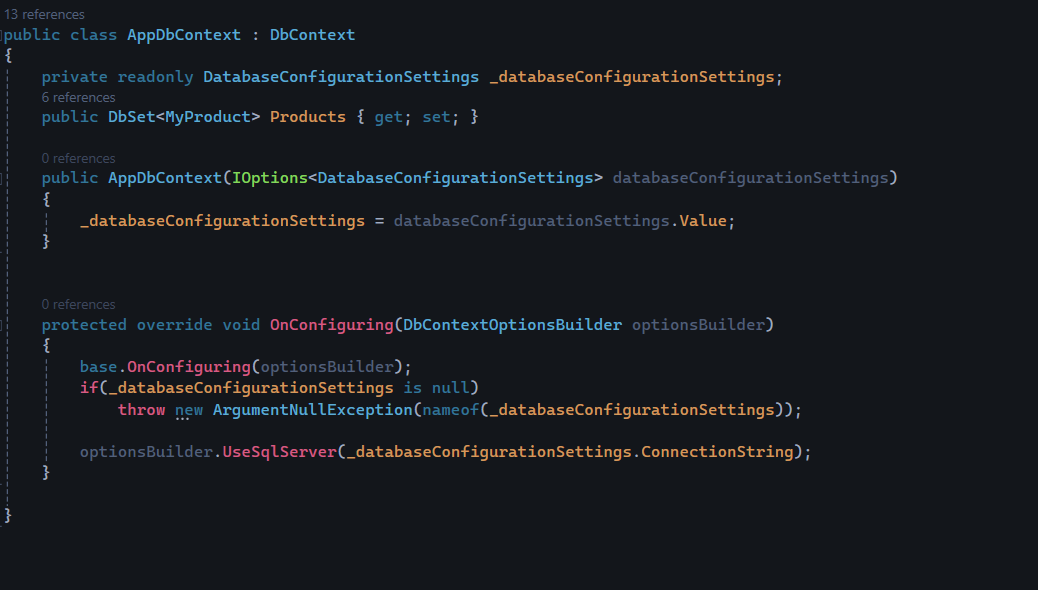 13 references
public class AppDbContext : DbContext
{
private readonly DatabaseConfigurationSettings _databaseConfigurationSettings;
6 references
public DbSet<MyProduct> Products { get; set; }
0 references
public AppDbContext(IOptions<DatabaseConfigurationSettings> databaseConfigurationSettings)
{
_databaseConfigurationSettings = databaseConfigurationSettings.Value;
}
0 references
protected override void OnConfiguring(DbContextOptionsBuilder optionsBuilder)
{
base.OnConfiguring(optionsBuilder);
if(_databaseConfigurationSettings is null)
throw new ArgumentNullException(nameof(_databaseConfigurationSettings));
optionsBuilder.UseSqlServer(_databaseConfigurationSettings.ConnectionString);
}
}